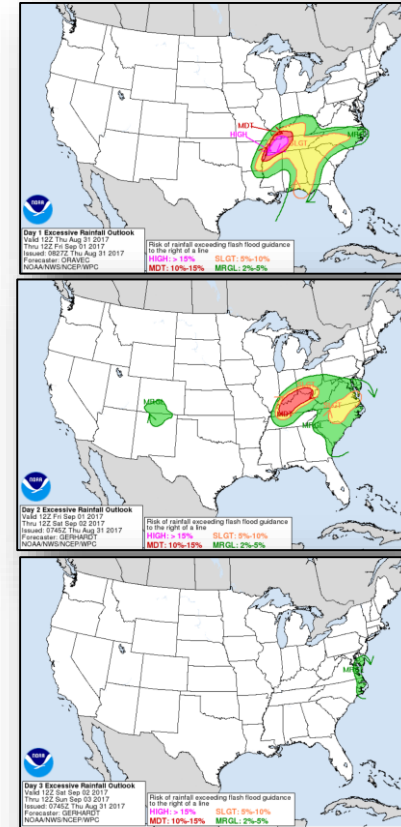 MDT
HIGH
SLGT
MRGL
noaa
Day 1 Excessive Rainfall Outlook
Valid 12Z Thu Aug 31 2017
Thru 12Z Fri Sep 01 2017
Issued: 0827Z Thu Aug 31 2017
Forecaster: ORAVEC
NOAA/NWS/NCEP/WPC
Risk of rainfall exceeding flash flood guidance
to the right of a line
HIGH: > 15% SLGT: 5%-10%
MDT: 10%-15% MRGL: 2%-5%
MRGL
MDT
MRGL
noaa
Day 2 Excessive Rainfall Outlook
Valid 12Z Fri Sep 01 2017
Thru 12Z Sat Sep 02 2017
Issued: 0745Z Thu Aug 31 2017
Forecaster: GERHARDT
NOAA/NWS/NCEP/WPC
Risk of rainfall exceeding flash flood guidance
to the right of a line
HIGH: > 15% SLGT: 5%-10%
MDT: 10%-15% MRGL: 2%-5%
noaa
Day 3 Excessive Rainfall Outlook
Valid 12Z Sat Sep 02 2017
Thru 12Z Sun Sep 03 2017
Issued: 0745Z Thu Aug 31 2017
Forecaster: GERHARDT
NOAA/NWS/NCEP/WPC
Risk of rainfall exceeding flash flood guidance
to the right of a line
HIGH: > 15% SLGT: 5%-10%
MDT: 10%-15% MRGL: 2%-5%